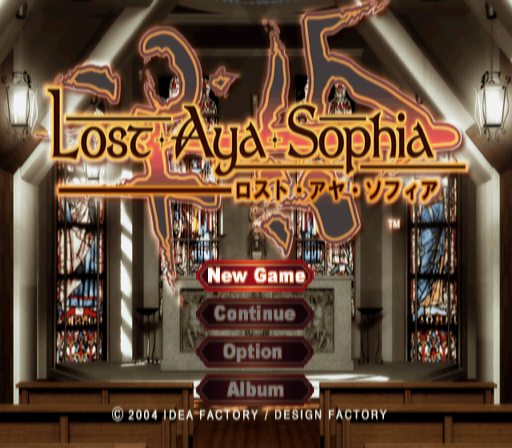 Lost·Aya·Sophia
ロスト・アヤ・ソフィア
TM
New Game
Continue
Option
Album
© 2004 IDEA FACTORY / DESIGN FACTORY